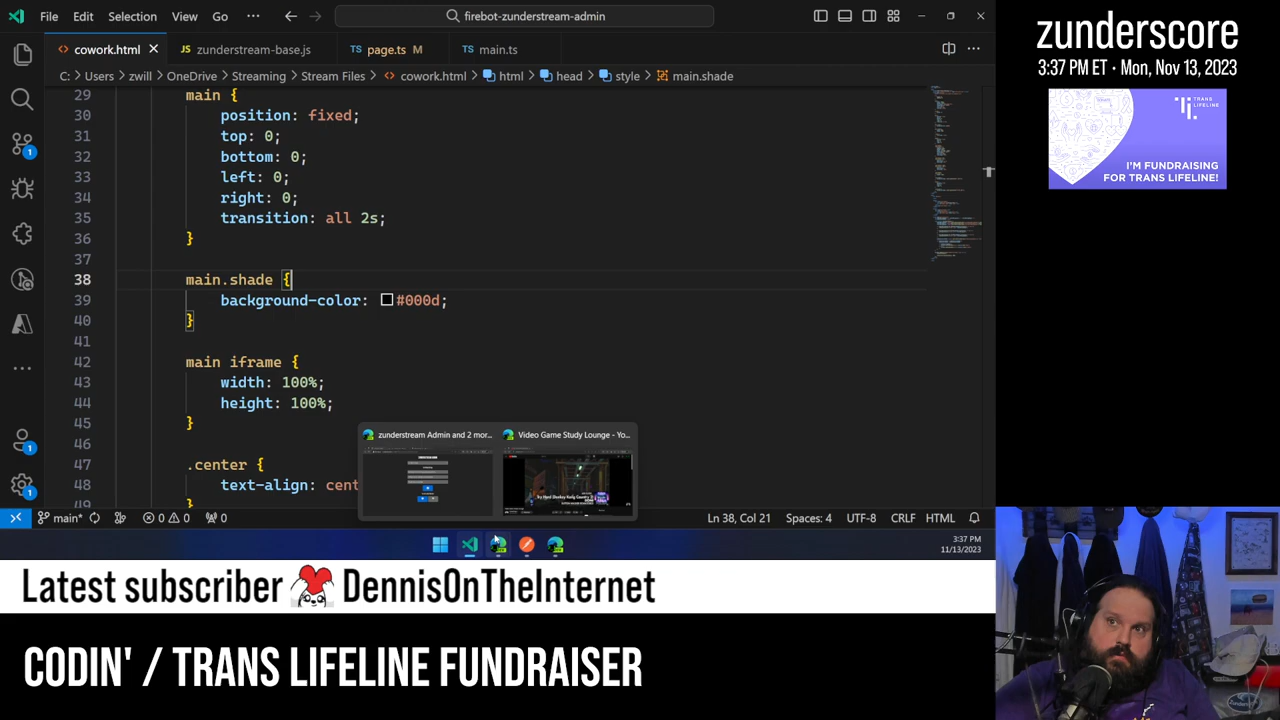 File Edit Selection View Go ··· firebot-zunderstream-admin
cowork.html zunderstream-base.js page.ts M main.ts
C: > Users > zwill > OneDrive > Streaming > Stream Files > cowork.html > html > head > style > main.shade
29 main {
30 position: fixed;
31 top: 0;
32 bottom: 0;
33 left: 0;
34 right: 0;
35 transition: all 2s;
36 }
37
38 main.shade {
39 background-color: #000d;
40 }
41
42 main iframe {
43 width: 100%;
44 height: 100%;
45 }
46
47 .center {
48 text-align: cent
49
zunderstream Admin and 2 mor... Video Game Study Lounge - Yo...
main* 0 0 0 Ln 38, Col 21 Spaces: 4 UTF-8 CRLF HTML
3:37 PM
11/13/2023
zunderscore
3:37 PM ET · Mon, Nov 13, 2023
TRANS
LIFELINE
I'M FUNDRAISING
FOR TRANS LIFELINE!
Latest subscriber DennisOnTheInternet
CODIN' / TRANS LIFELINE FUNDRAISER